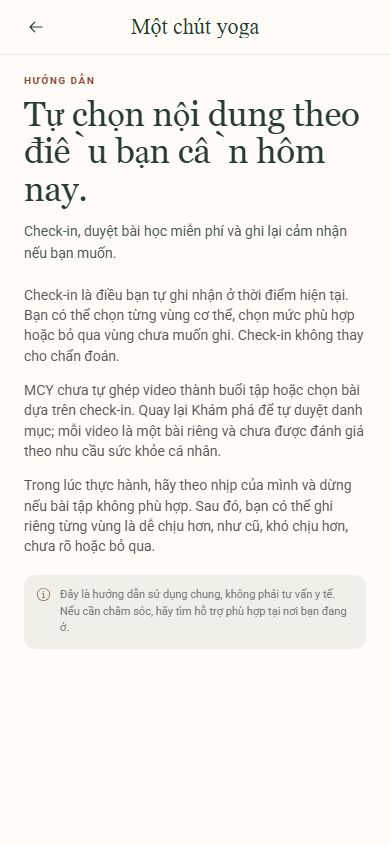 Một chút yoga
HƯỚNG DẪN
Tự chọn nội dung theo
điều bạn cần hôm
nay.
Check-in, duyệt bài học miễn phí và ghi lại cảm nhận
nếu bạn muốn.
Check-in là điều bạn tự ghi nhận ở thời điểm hiện tại.
Bạn có thể chọn từng vùng cơ thể, chọn mức phù hợp
hoặc bỏ qua vùng chưa muốn ghi. Check-in không thay
cho chẩn đoán.
MCY chưa tự ghép video thành buổi tập hoặc chọn bài
dựa trên check-in. Quay lại Khám phá để tự duyệt danh
mục; mỗi video là một bài riêng và chưa được đánh giá
theo nhu cầu sức khỏe cá nhân.
Trong lúc thực hành, hãy theo nhịp của mình và dừng
nếu bài tập không phù hợp. Sau đó, bạn có thể ghi
riêng từng vùng là dễ chịu hơn, như cũ, khó chịu hơn,
chưa rõ hoặc bỏ qua.
Đây là hướng dẫn sử dụng chung, không phải tư vấn y tế.
Nếu cần chăm sóc, hãy tìm hỗ trợ phù hợp tại nơi bạn đang
ở.